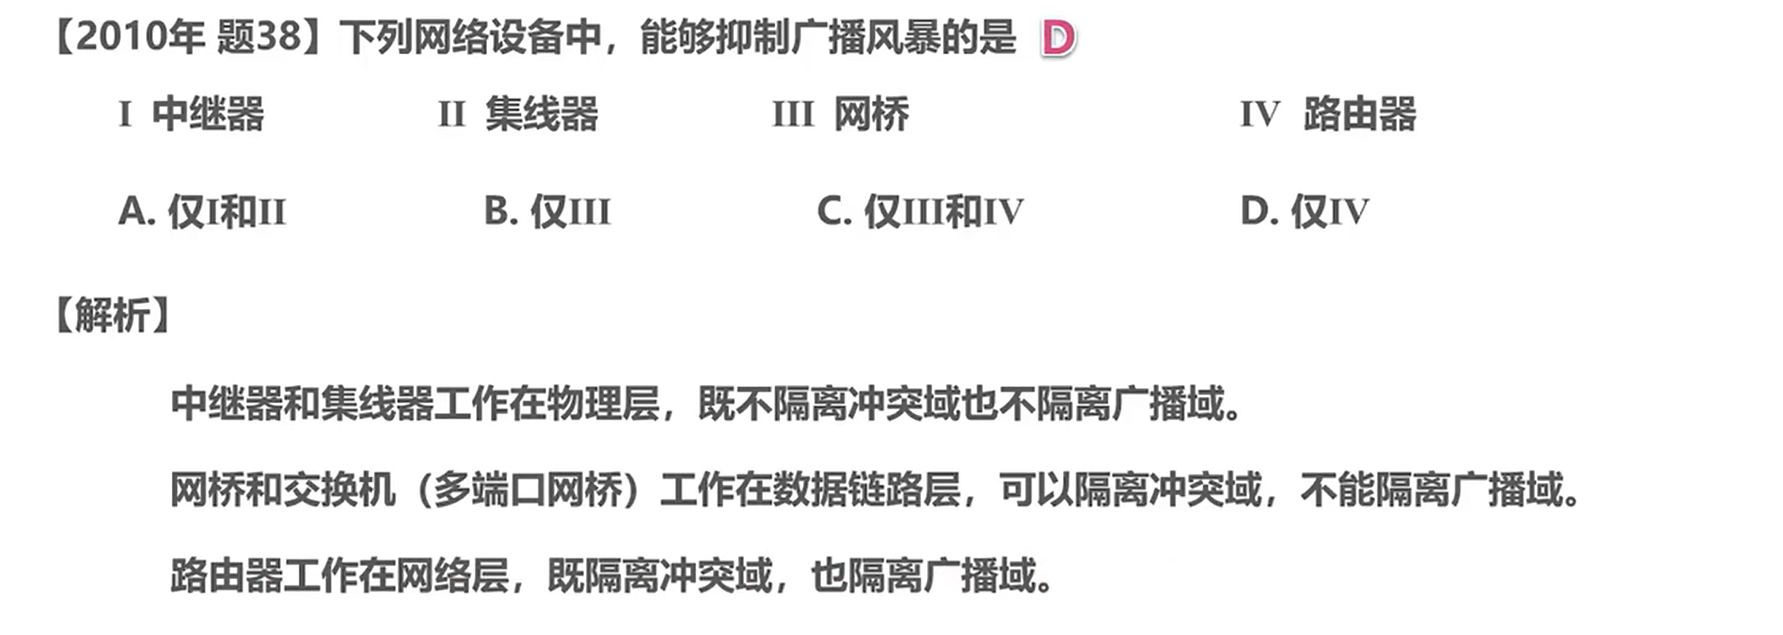 【2010年 题38】下列网络设备中，能够抑制广播风暴的是 D
I 中继器 II 集线器 III 网桥 IV 路由器
A. 仅I和II B. 仅III C. 仅III和IV D. 仅IV
【解析】
中继器和集线器工作在物理层，既不隔离冲突域也不隔离广播域。
网桥和交换机（多端口网桥）工作在数据链路层，可以隔离冲突域，不能隔离广播域。
路由器工作在网络层，既隔离冲突域，也隔离广播域。